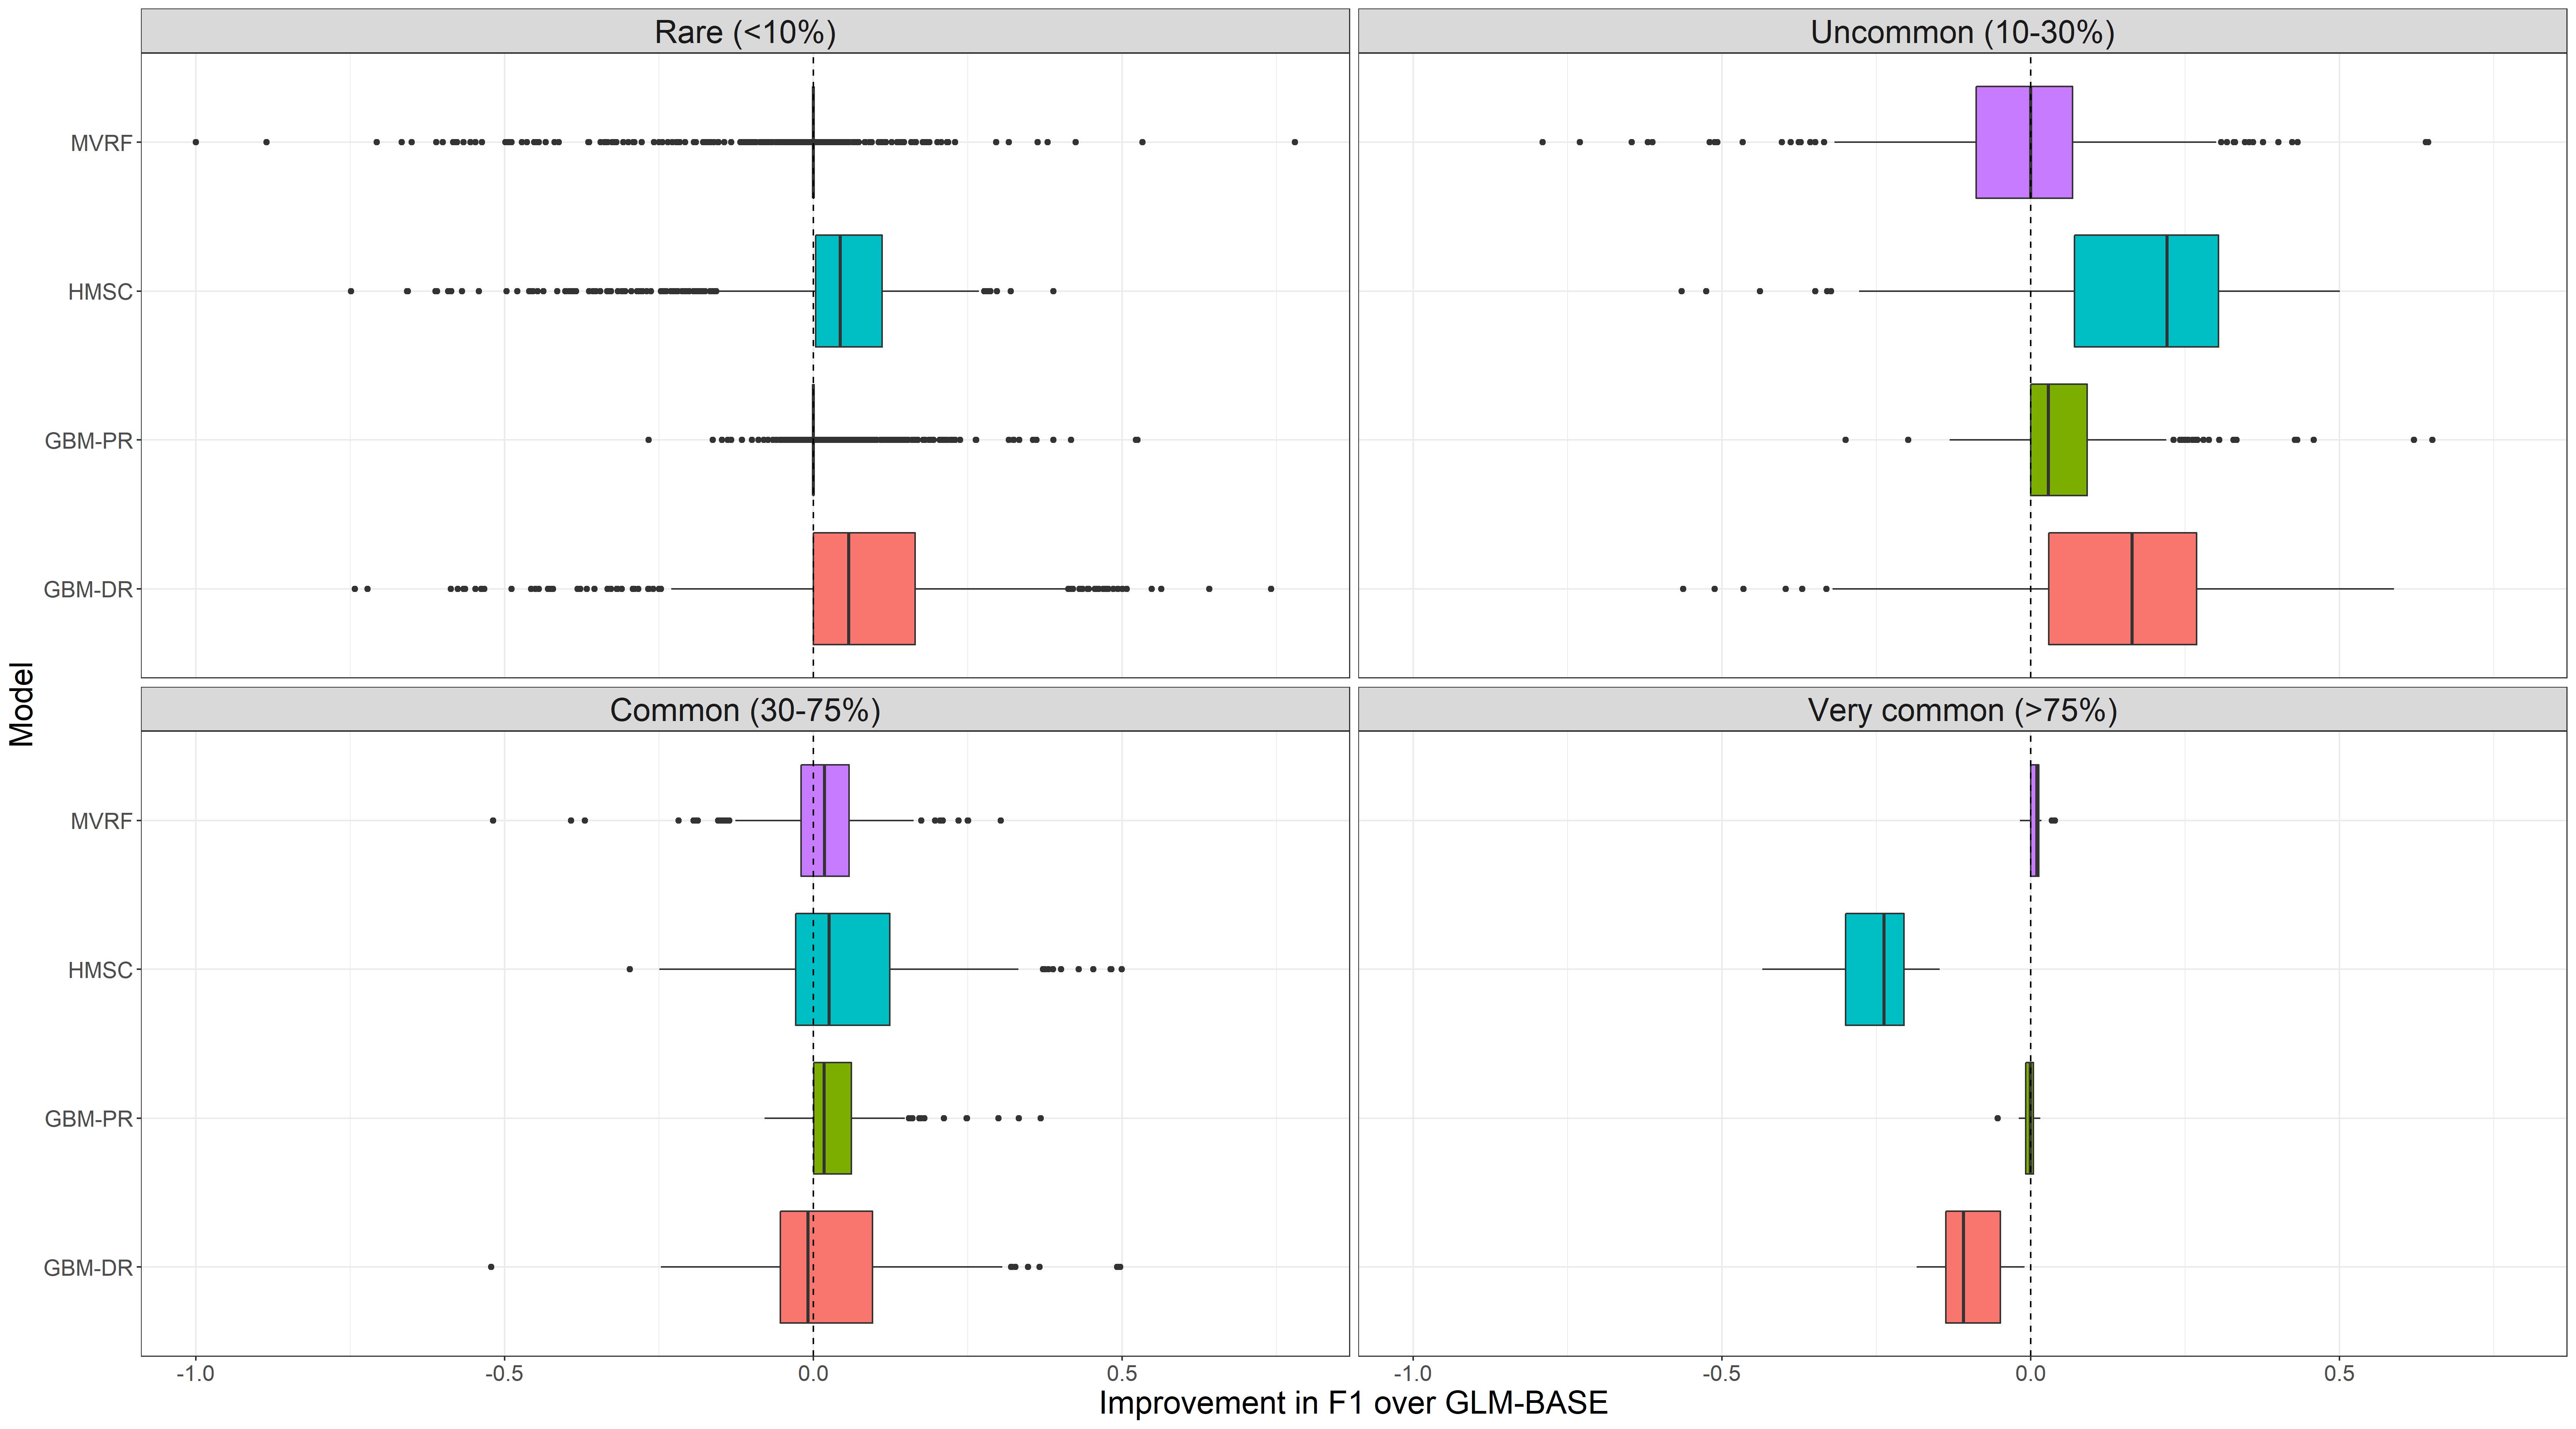 Rare (<10%)
Uncommon (10-30%)
MVRF
HMSC
GBM-PR
GBM-DR
Model
Common (30-75%)
Very common (>75%)
MVRF
HMSC
GBM-PR
GBM-DR
-1.0 -0.5 0.0 0.5
-1.0 -0.5 0.0 0.5
Improvement in F1 over GLM-BASE